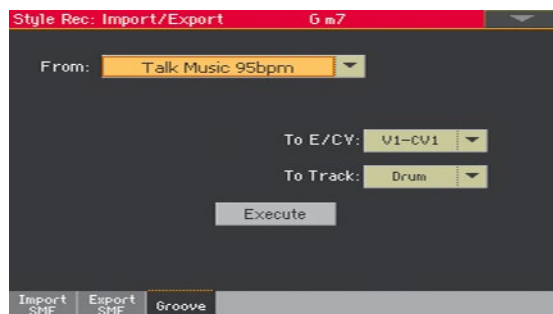 Style Rec: Import/Export G m7
From: Talk Music 95bpm
To E/CV: V1-CV1
To Track: Drum
Execute
Import SMF Export SMF Groove